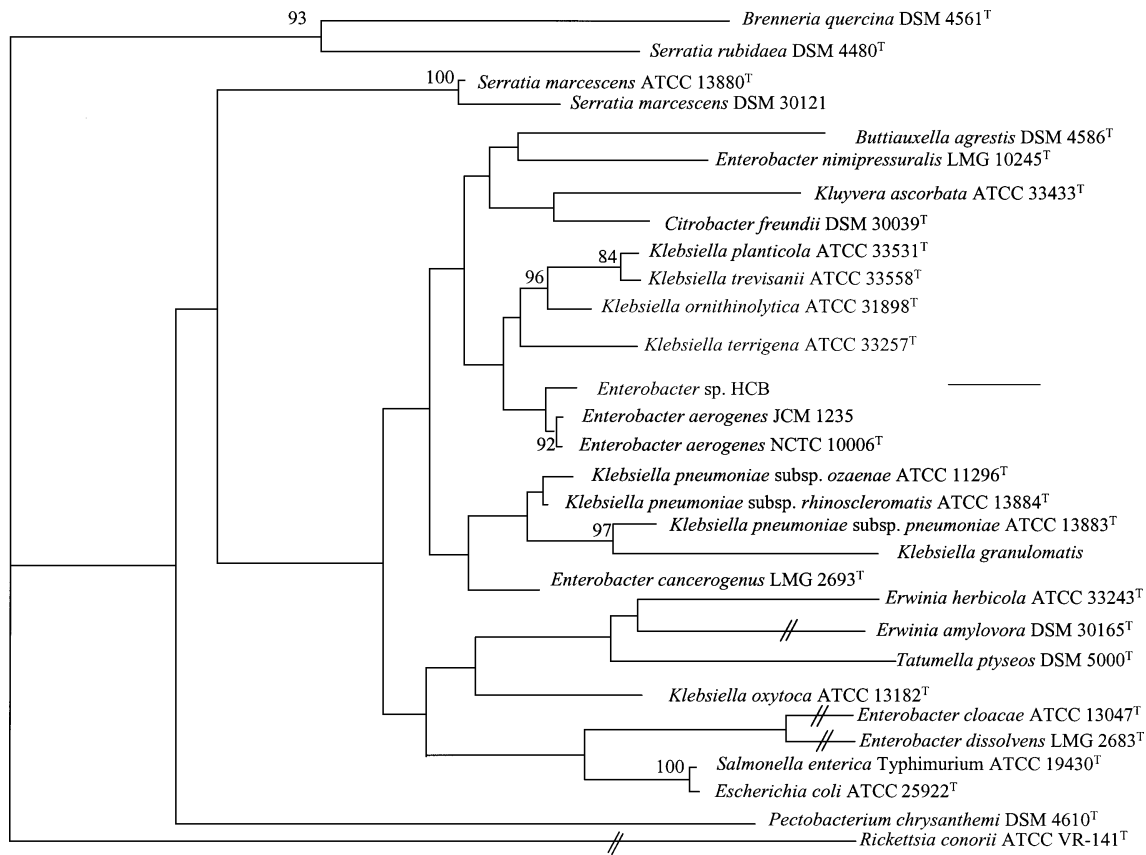 93
Brenneria quercina DSM 4561T
Serratia rubidaea DSM 4480T
100
Serratia marcescens ATCC 13880T
Serratia marcescens DSM 30121
Buttiauxella agrestis DSM 4586T
Enterobacter nimipressuralis LMG 10245T
Kluyvera ascorbata ATCC 33433T
Citrobacter freundii DSM 30039T
84
Klebsiella planticola ATCC 33531T
96
Klebsiella trevisanii ATCC 33558T
Klebsiella ornithinolytica ATCC 31898T
Klebsiella terrigena ATCC 33257T
Enterobacter sp. HCB
Enterobacter aerogenes JCM 1235
92
Enterobacter aerogenes NCTC 10006T
Klebsiella pneumoniae subsp. ozaenae ATCC 11296T
Klebsiella pneumoniae subsp. rhinoscleromatis ATCC 13884T
97
Klebsiella pneumoniae subsp. pneumoniae ATCC 13883T
Klebsiella granulomatis
Enterobacter cancerogenus LMG 2693T
Erwinia herbicola ATCC 33243T
Erwinia amylovora DSM 30165T
Tatumella ptyseos DSM 5000T
Klebsiella oxytoca ATCC 13182T
Enterobacter cloacae ATCC 13047T
Enterobacter dissolvens LMG 2683T
100
Salmonella enterica Typhimurium ATCC 19430T
Escherichia coli ATCC 25922T
Pectobacterium chrysanthemi DSM 4610T
Rickettsia conorii ATCC VR-141T